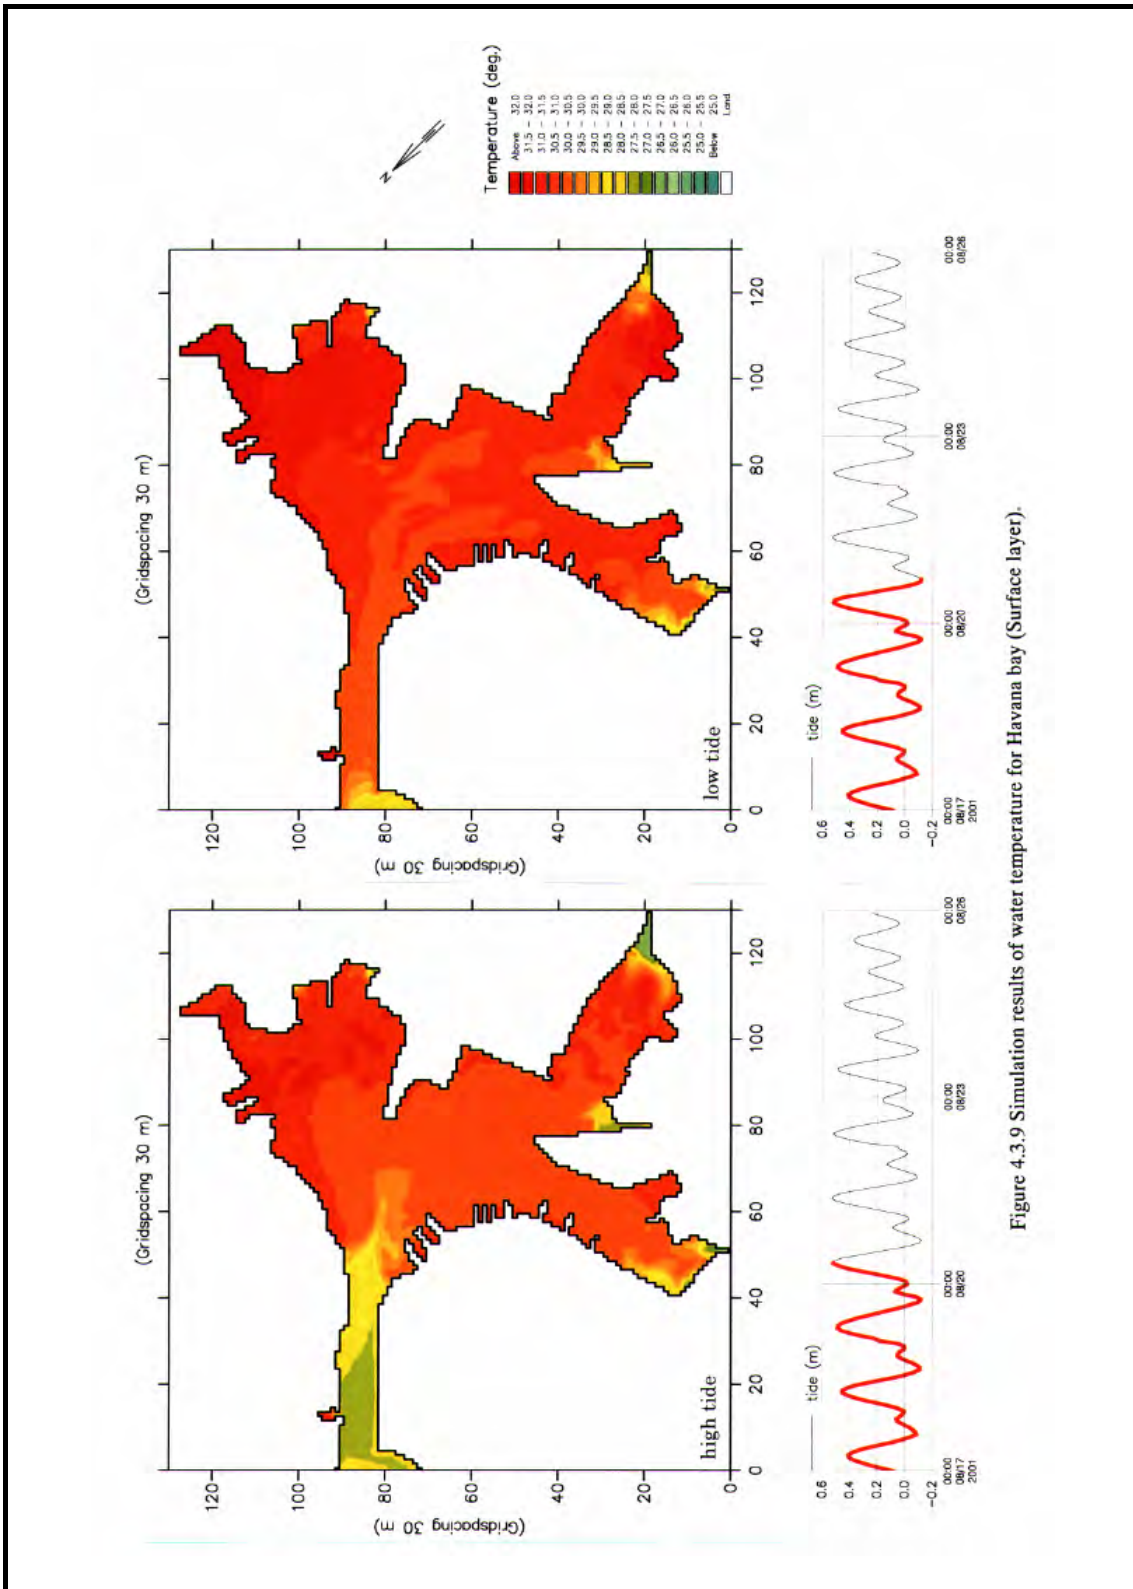 (Gridspacing 30 m)
120
100
80
60
40
20
0
(Gridspacing 30 m)
0
20
40
60
80
100
120
high tide
tide (m)
0.6
0.4
0.2
0.0
-0.2
00:00
08/17
2001
00:00
08/20
00:00
08/23
00:00
08/26
(Gridspacing 30 m)
120
100
80
60
40
20
0
(Gridspacing 30 m)
0
20
40
60
80
100
120
low tide
tide (m)
0.6
0.4
0.2
0.0
-0.2
00:00
08/17
2001
00:00
08/20
00:00
08/23
00:00
08/26
N
Temperature (deg.)
Above 32.0
31.5 - 32.0
31.0 - 31.5
30.5 - 31.0
30.0 - 30.5
29.5 - 30.0
29.0 - 29.5
28.5 - 29.0
28.0 - 28.5
27.5 - 28.0
27.0 - 27.5
26.5 - 27.0
26.0 - 26.5
25.5 - 26.0
25.0 - 25.5
Below 25.0
Land
Figure 4.3.9 Simulation results of water temperature for Havana bay (Surface layer).